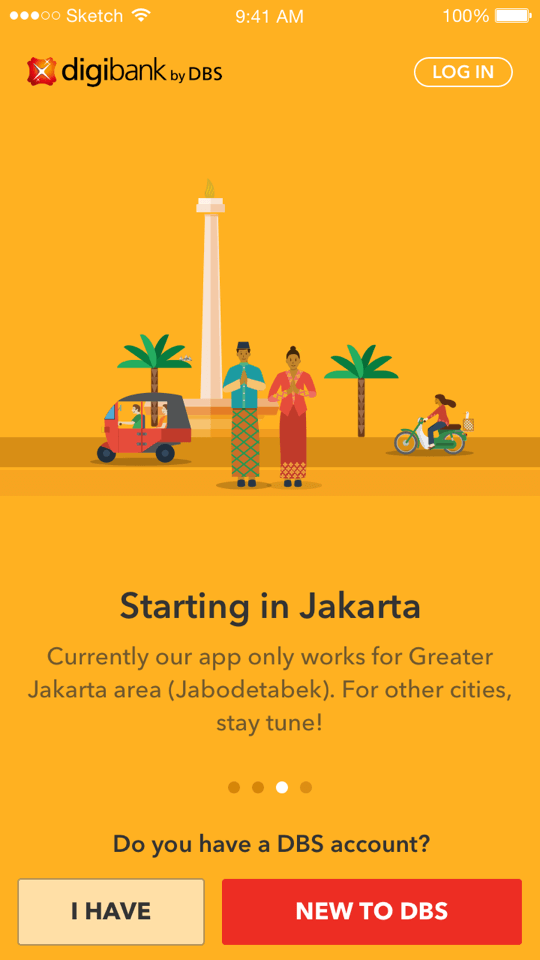 Sketch 9:41 AM 100%
digibank by DBS LOG IN
Starting in Jakarta
Currently our app only works for Greater
Jakarta area (Jabodetabek). For other cities,
stay tune!
Do you have a DBS account?
I HAVE NEW TO DBS